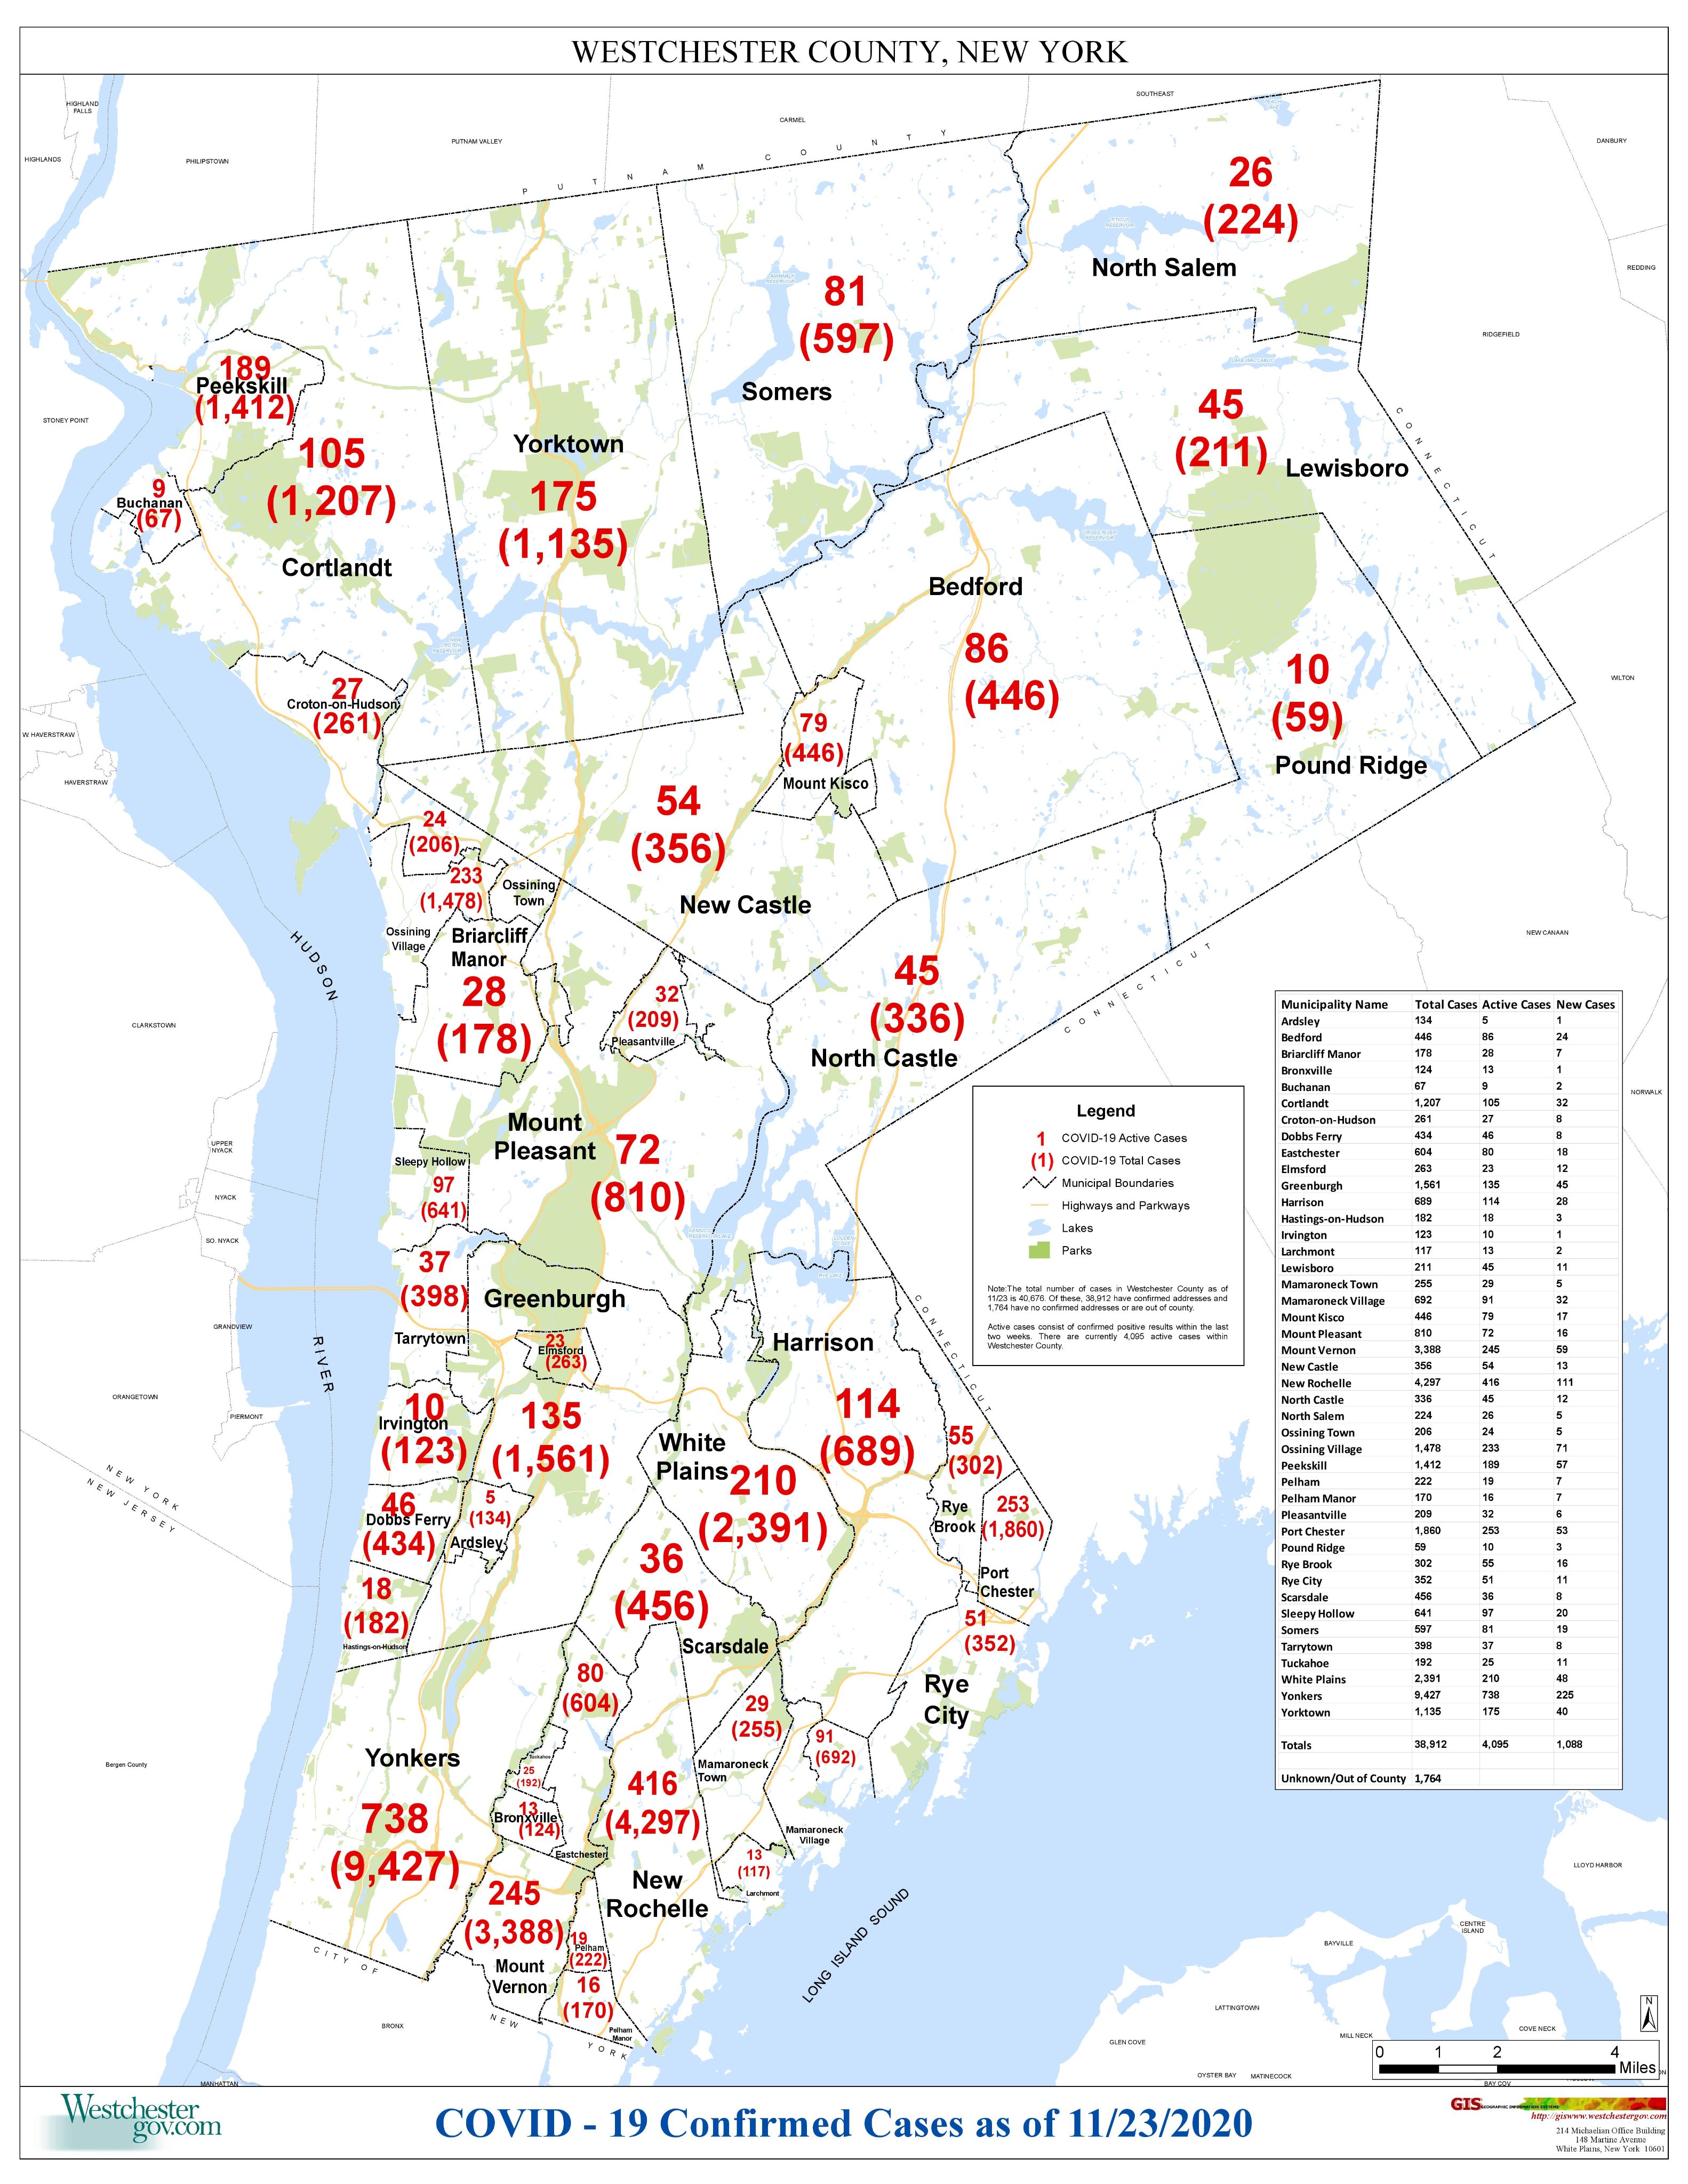 WESTCHESTER COUNTY, NEW YORK
HIGHLAND
FALLS
HIGHLANDS
PHILIPSTOWN
PUTNAM VALLEY
CARMEL
SOUTHEAST
DANBURY
REDDING
RIDGEFIELD
PUTNAM COUNTY
26
(224)
North Salem
81
(597)
Somers
189
Peekskill
(1,412)
STONEY POINT
105
(1,207)
Cortlandt
9
Buchanan
(67)
Yorktown
175
(1,135)
45
(211)
Lewisboro
CONNECTICUT
Bedford
86
(446)
10
(59)
Pound Ridge
WILTON
27
Croton-on-Hudson
(261)
W. HAVERSTRAW
HAVERSTRAW
79
(446)
Mount Kisco
54
(356)
New Castle
24
(206)
233
(1,478)
Ossining
Town
Ossining
Village
Briarcliff
Manor
28
(178)
32
(209)
Pleasantville
45
(336)
North Castle
CONNECTICUT
NEW CANAAN
NORWALK
HUDSON
RIVER
CLARKSTOWN
UPPER
NYACK
NYACK
SO. NYACK
GRANDVIEW
ORANGETOWN
PIERMONT
Mount
Pleasant
72
(810)
Sleepy Hollow
97
(641)
37
(398)
Tarrytown
Greenburgh
23
Elmsford
(263)
135
(1,561)
10
Irvington
(123)
46
Dobbs Ferry
(434)
5
(134)
Ardsley
18
(182)
Hastings-on-Hudson
NEW YORK
NEW JERSEY
Harrison
114
(689)
White
Plains
210
(2,391)
CONNECTICUT
55
(302)
Rye
Brook
253
(1,860)
Port
Chester
51
(352)
Rye
City
36
(456)
Scarsdale
80
(604)
29
(255)
Mamaroneck
Town
91
(692)
Mamaroneck
Village
13
(117)
Larchmont
Tuckahoe
25
(192)
13
Bronxville
(124)
Eastchester
Yonkers
738
(9,427)
416
(4,297)
New
Rochelle
245
(3,388)
Mount
Vernon
19
Pelham
(222)
16
(170)
Pelham
Manor
Bergen County
CITY OF
NEW
YORK
BRONX
MANHATTAN
LONG ISLAND SOUND
LLOYD HARBOR
CENTRE
ISLAND
BAYVILLE
LATTINGTOWN
GLEN COVE
MILL NECK
COVE NECK
OYSTER BAY
MATINECOCK
BAY COV
Legend
1 COVID-19 Active Cases
(1) COVID-19 Total Cases
Municipal Boundaries
Highways and Parkways
Lakes
Parks
Note:The total number of cases in Westchester County as of
11/23 is 40,676. Of these, 38,912 have confirmed addresses and
1,764 have no confirmed addresses or are out of county.
Active cases consist of confirmed positive results within the last
two weeks. There are currently 4,095 active cases within
Westchester County.
Municipality Name Total Cases Active Cases New Cases
Ardsley 134 5 1
Bedford 446 86 24
Briarcliff Manor 178 28 7
Bronxville 124 13 1
Buchanan 67 9 2
Cortlandt 1,207 105 32
Croton-on-Hudson 261 27 8
Dobbs Ferry 434 46 8
Eastchester 604 80 18
Elmsford 263 23 12
Greenburgh 1,561 135 45
Harrison 689 114 28
Hastings-on-Hudson 182 18 3
Irvington 123 10 1
Larchmont 117 13 2
Lewisboro 211 45 11
Mamaroneck Town 255 29 5
Mamaroneck Village 692 91 32
Mount Kisco 446 79 17
Mount Pleasant 810 72 16
Mount Vernon 3,388 245 59
New Castle 356 54 13
New Rochelle 4,297 416 111
North Castle 336 45 12
North Salem 224 26 5
Ossining Town 206 24 5
Ossining Village 1,478 233 71
Peekskill 1,412 189 57
Pelham 222 19 7
Pelham Manor 170 16 7
Pleasantville 209 32 6
Port Chester 1,860 253 53
Pound Ridge 59 10 3
Rye Brook 302 55 16
Rye City 352 51 11
Scarsdale 456 36 8
Sleepy Hollow 641 97 20
Somers 597 81 19
Tarrytown 398 37 8
Tuckahoe 192 25 11
White Plains 2,391 210 48
Yonkers 9,427 738 225
Yorktown 1,135 175 40
Totals 38,912 4,095 1,088
Unknown/Out of County 1,764
N
0 1 2 4
Miles
Westchester
gov.com
COVID - 19 Confirmed Cases as of 11/23/2020
GIS GEOGRAPHIC INFORMATION SYSTEMS
http://giswww.westchestergov.com
214 Michaelian Office Building
148 Martine Avenue
White Plains, New York 10601